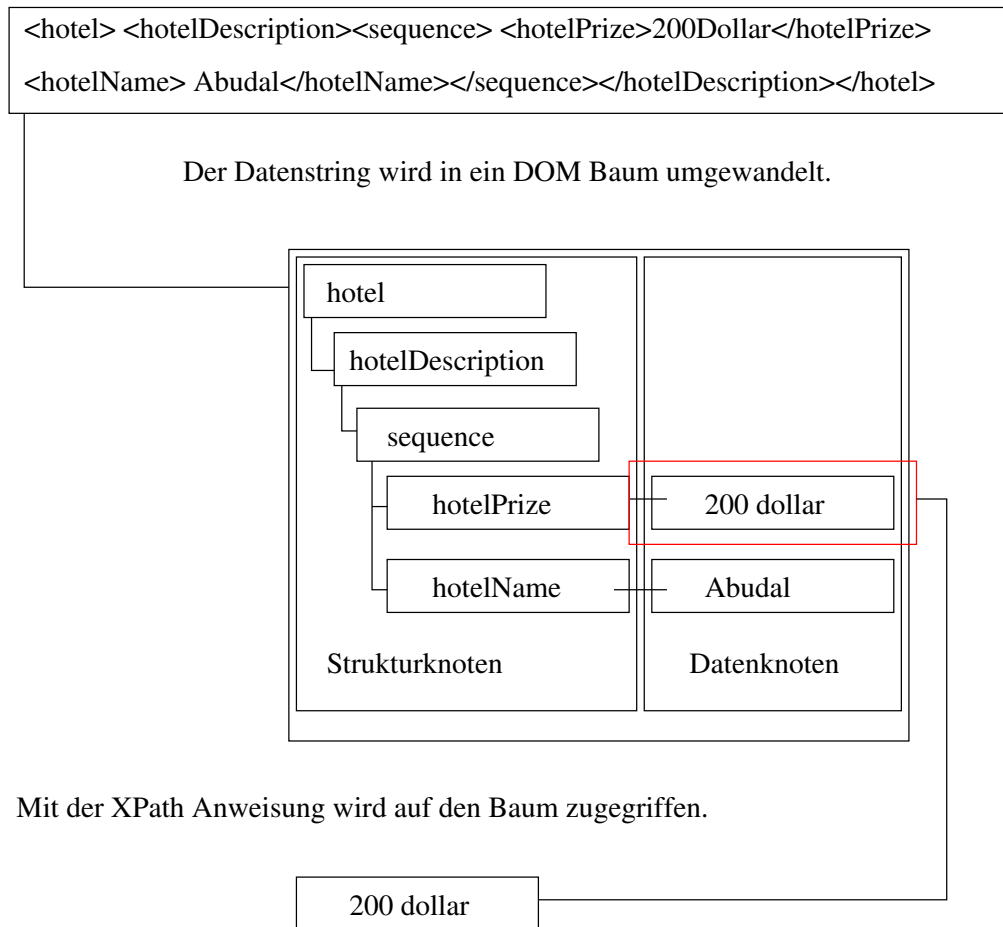 <hotel> <hotelDescription><sequence> <hotelPrize>200Dollar</hotelPrize>
<hotelName> Abudal</hotelName></sequence></hotelDescription></hotel>
Der Datenstring wird in ein DOM Baum umgewandelt.
hotel
hotelDescription
sequence
hotelPrize
200 dollar
hotelName
Abudal
Strukturknoten
Datenknoten
Mit der XPath Anweisung wird auf den Baum zugegriffen.
200 dollar